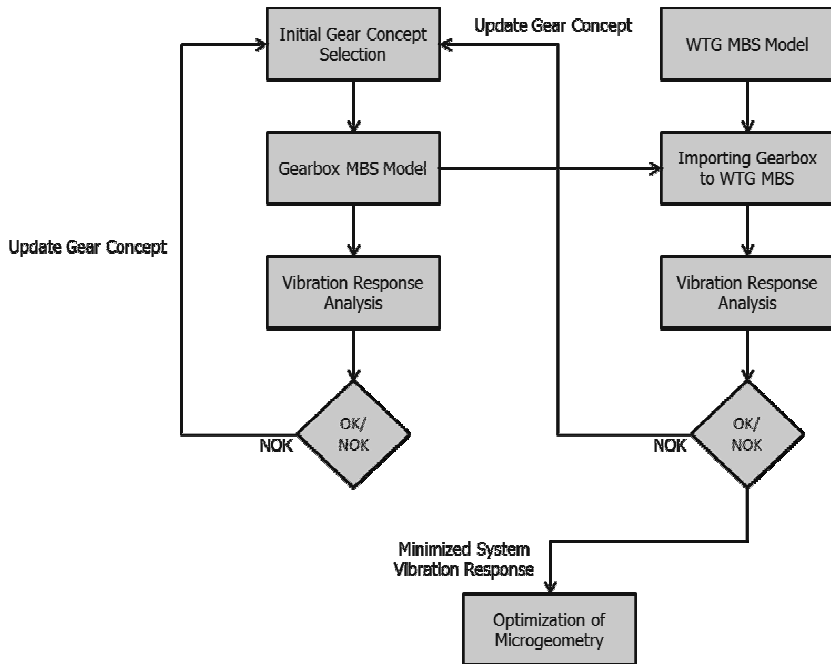 Initial Gear Concept
Selection
Update Gear Concept
WTG MBS Model
Gearbox MBS Model
Importing Gearbox
to WTG MBS
Update Gear Concept
Vibration Response
Analysis
Vibration Response
Analysis
OK/
NOK
NOK
OK/
NOK
NOK
Minimized System
Vibration Response
Optimization of
Microgeometry